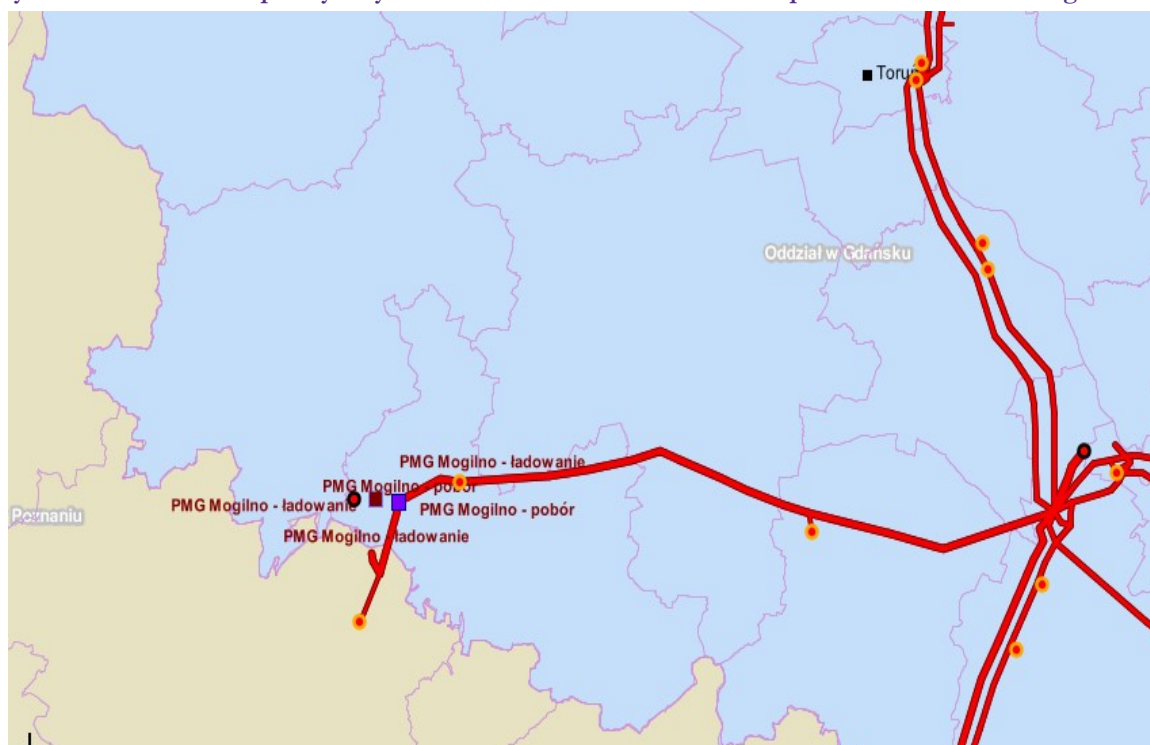 Toruń
Oddział w Gdańsku
PMG Mogilno - ładowanie
PMG Mogilno - pobór
PMG Mogilno - ładowanie
PMG Mogilno - pobór
Poznaniu
PMG Mogilno - ładowanie